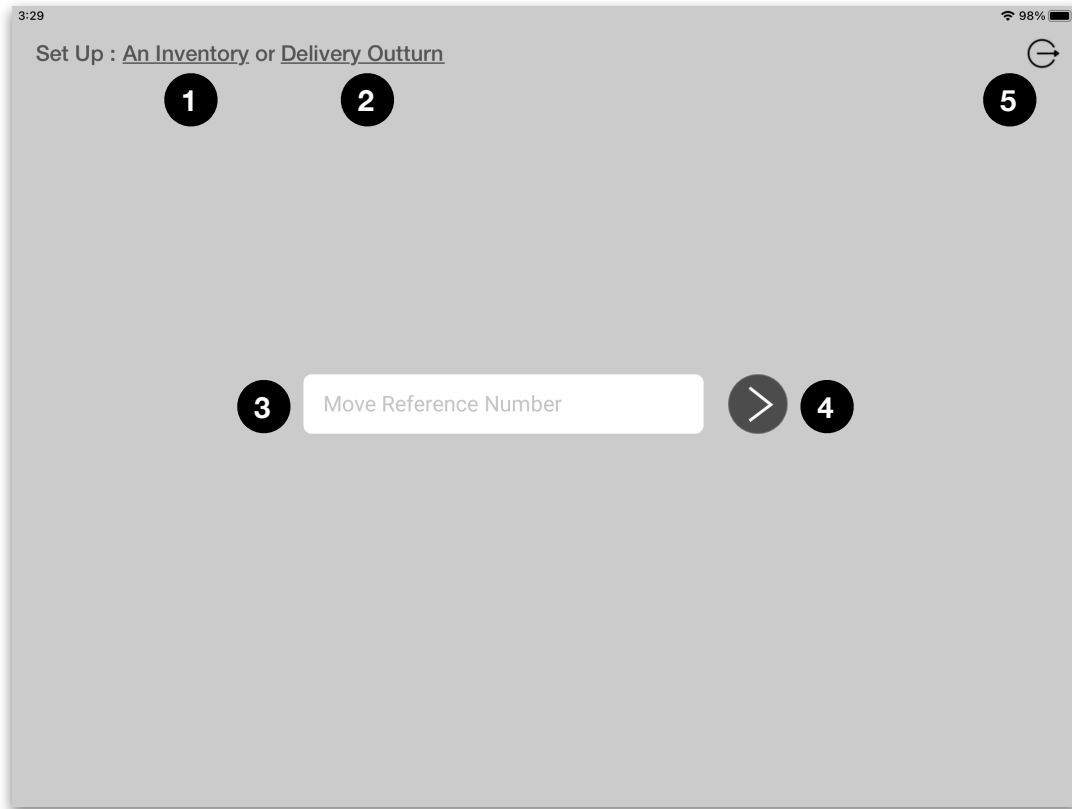 3:29 98%
Set Up : An Inventory or Delivery Outturn
1 2 5
3 Move Reference Number 4